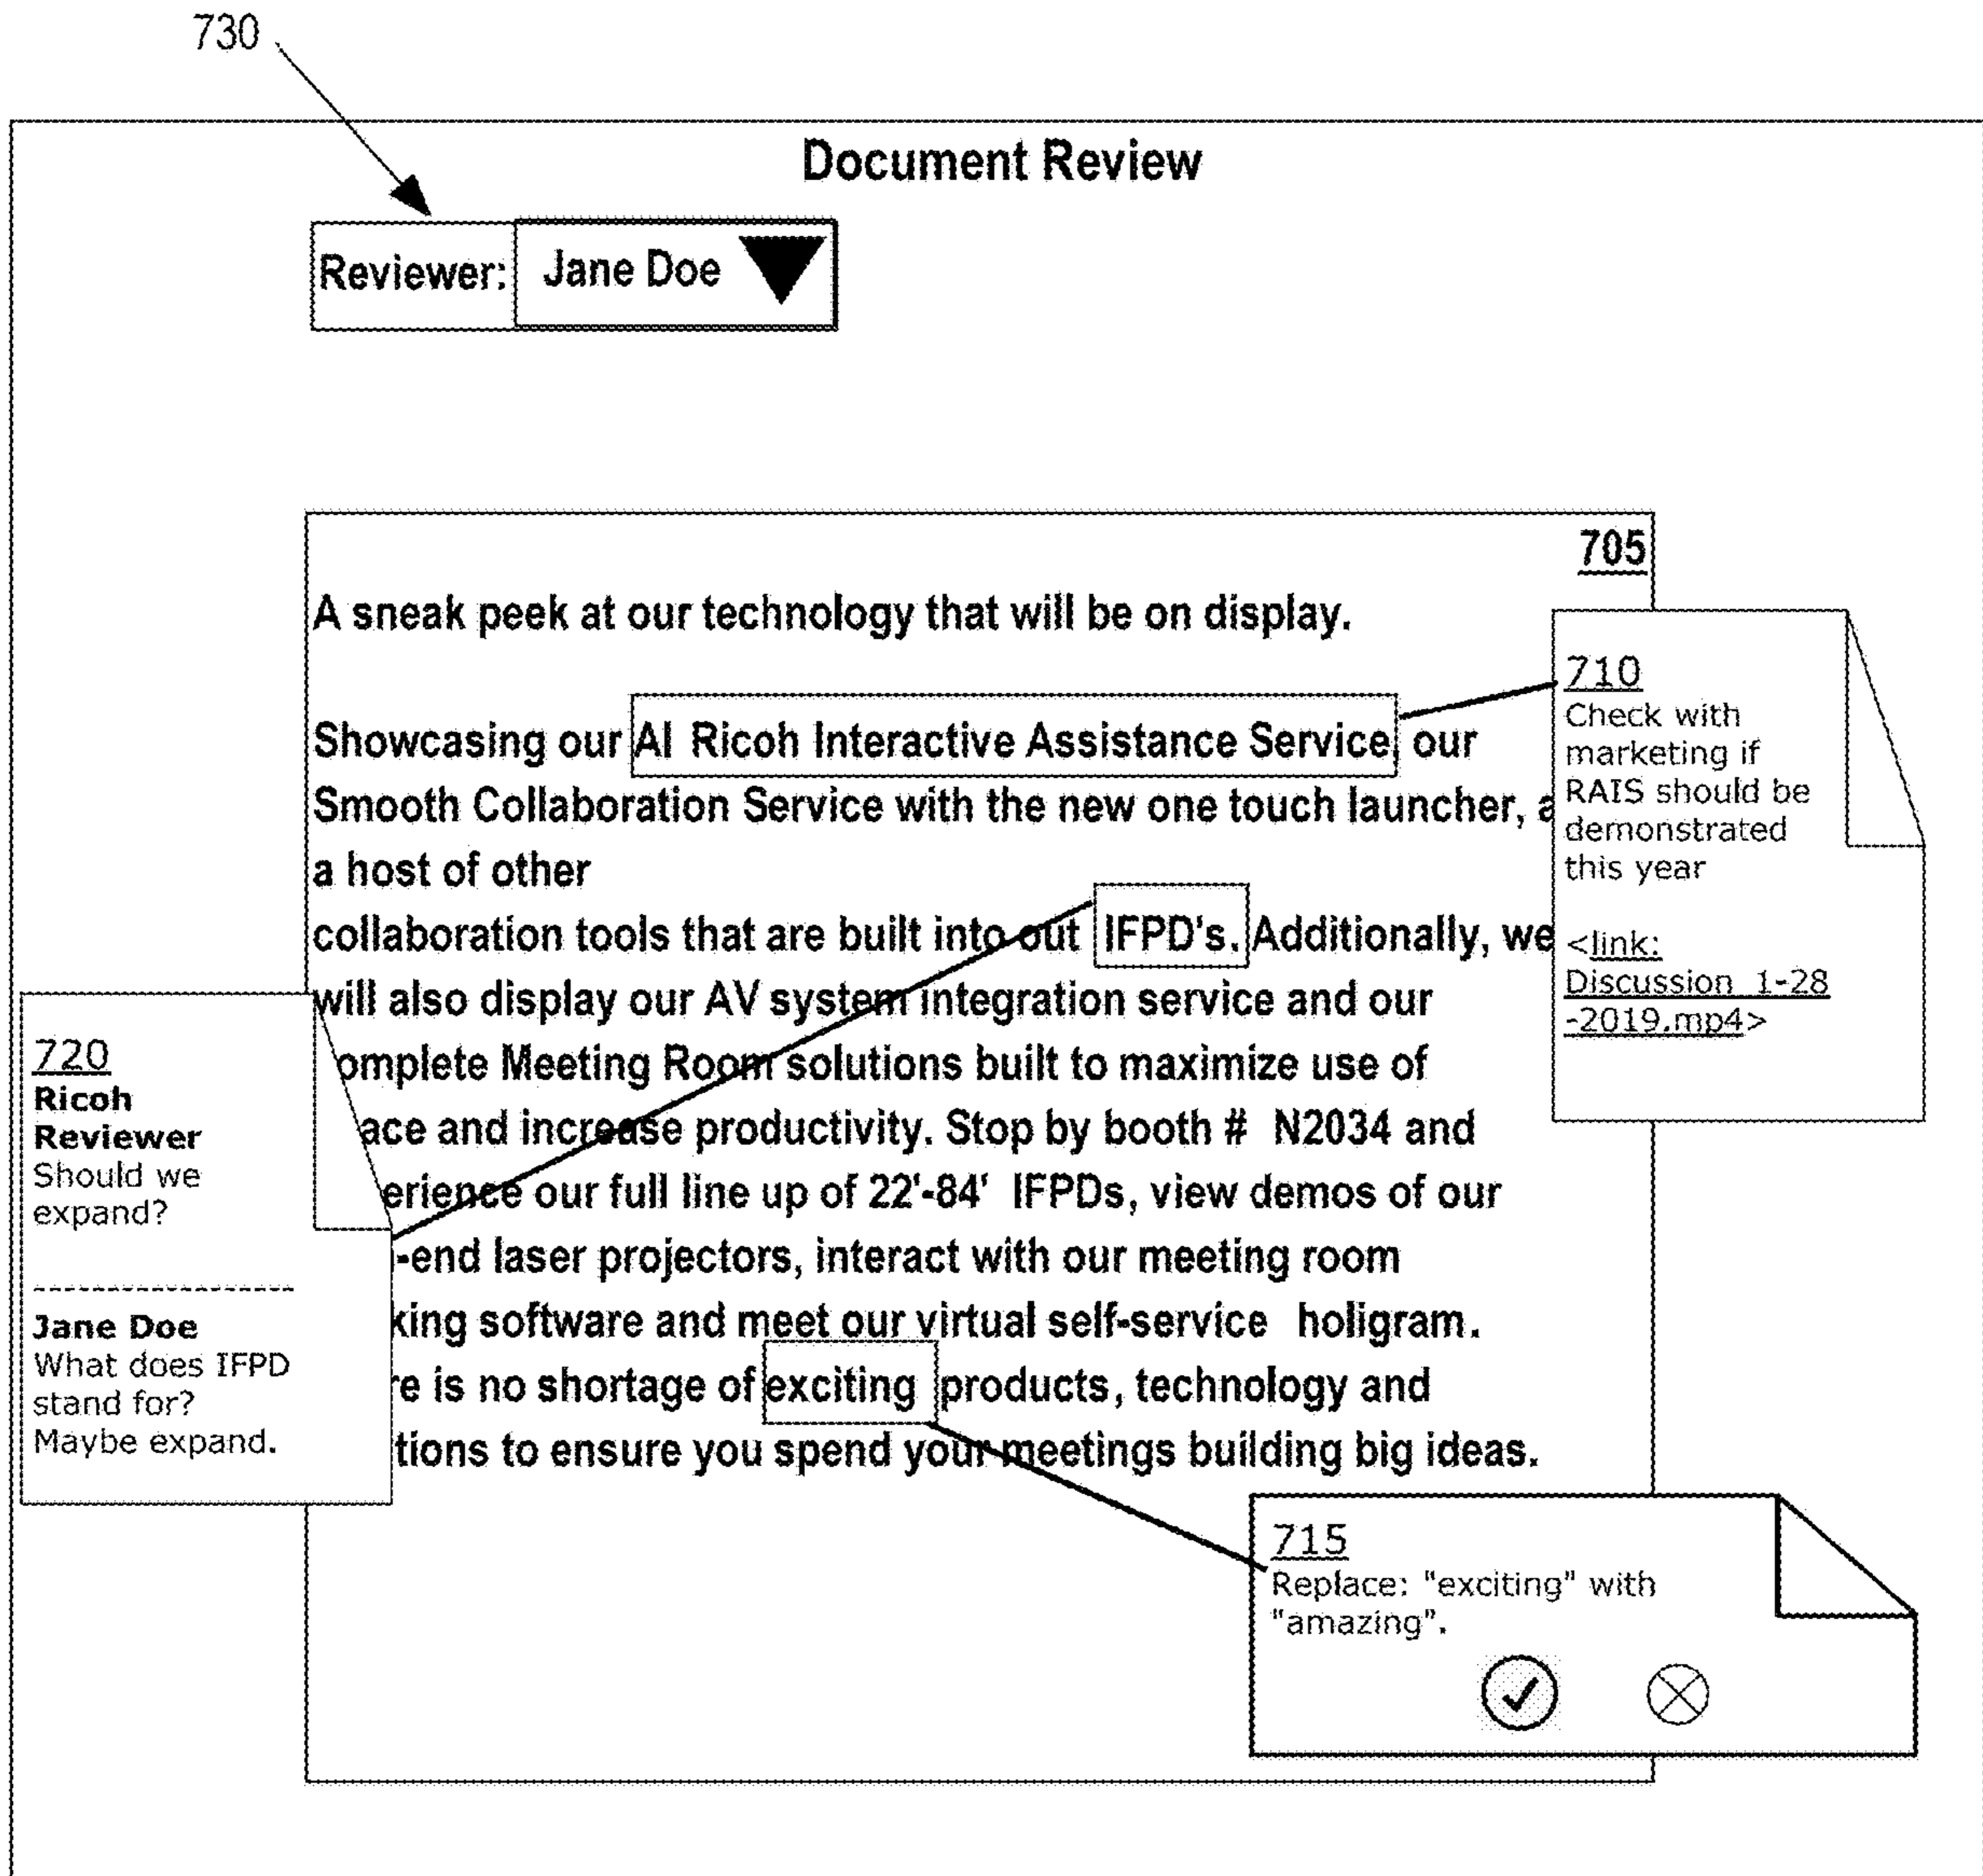 730
Document Review
Reviewer: Jane Doe
705
A sneak peek at our technology that will be on display.
Showcasing our AI Ricoh Interactive Assistance Service, our
Smooth Collaboration Service with the new one touch launcher, a
a host of other
collaboration tools that are built into out IFPD's. Additionally, we
will also display our AV system integration service and our
omplete Meeting Room solutions built to maximize use of
ace and increase productivity. Stop by booth # N2034 and
erience our full line up of 22'-84' IFPDs, view demos of our
-end laser projectors, interact with our meeting room
king software and meet our virtual self-service holigram.
re is no shortage of exciting products, technology and
tions to ensure you spend your meetings building big ideas.
710
Check with
marketing if
RAIS should be
demonstrated
this year
<link:
Discussion_1-28
-2019.mp4>
720
Ricoh
Reviewer
Should we
expand?
------------------
Jane Doe
What does IFPD
stand for?
Maybe expand.
715
Replace: "exciting" with
"amazing".